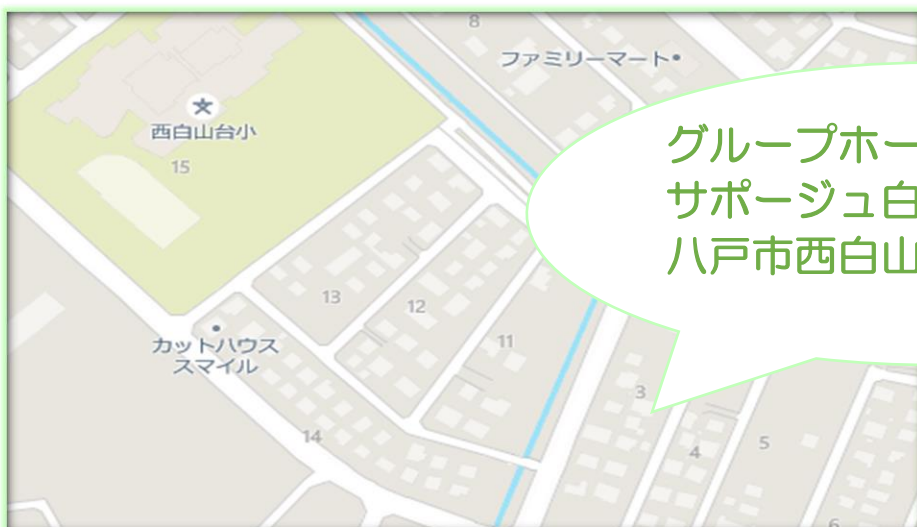 8
ファミリーマート
西白山台小
15
グループホー
サポージュ白
八戸市西白山
13
12
11
カットハウス
スマイル
14
3
4
5
6